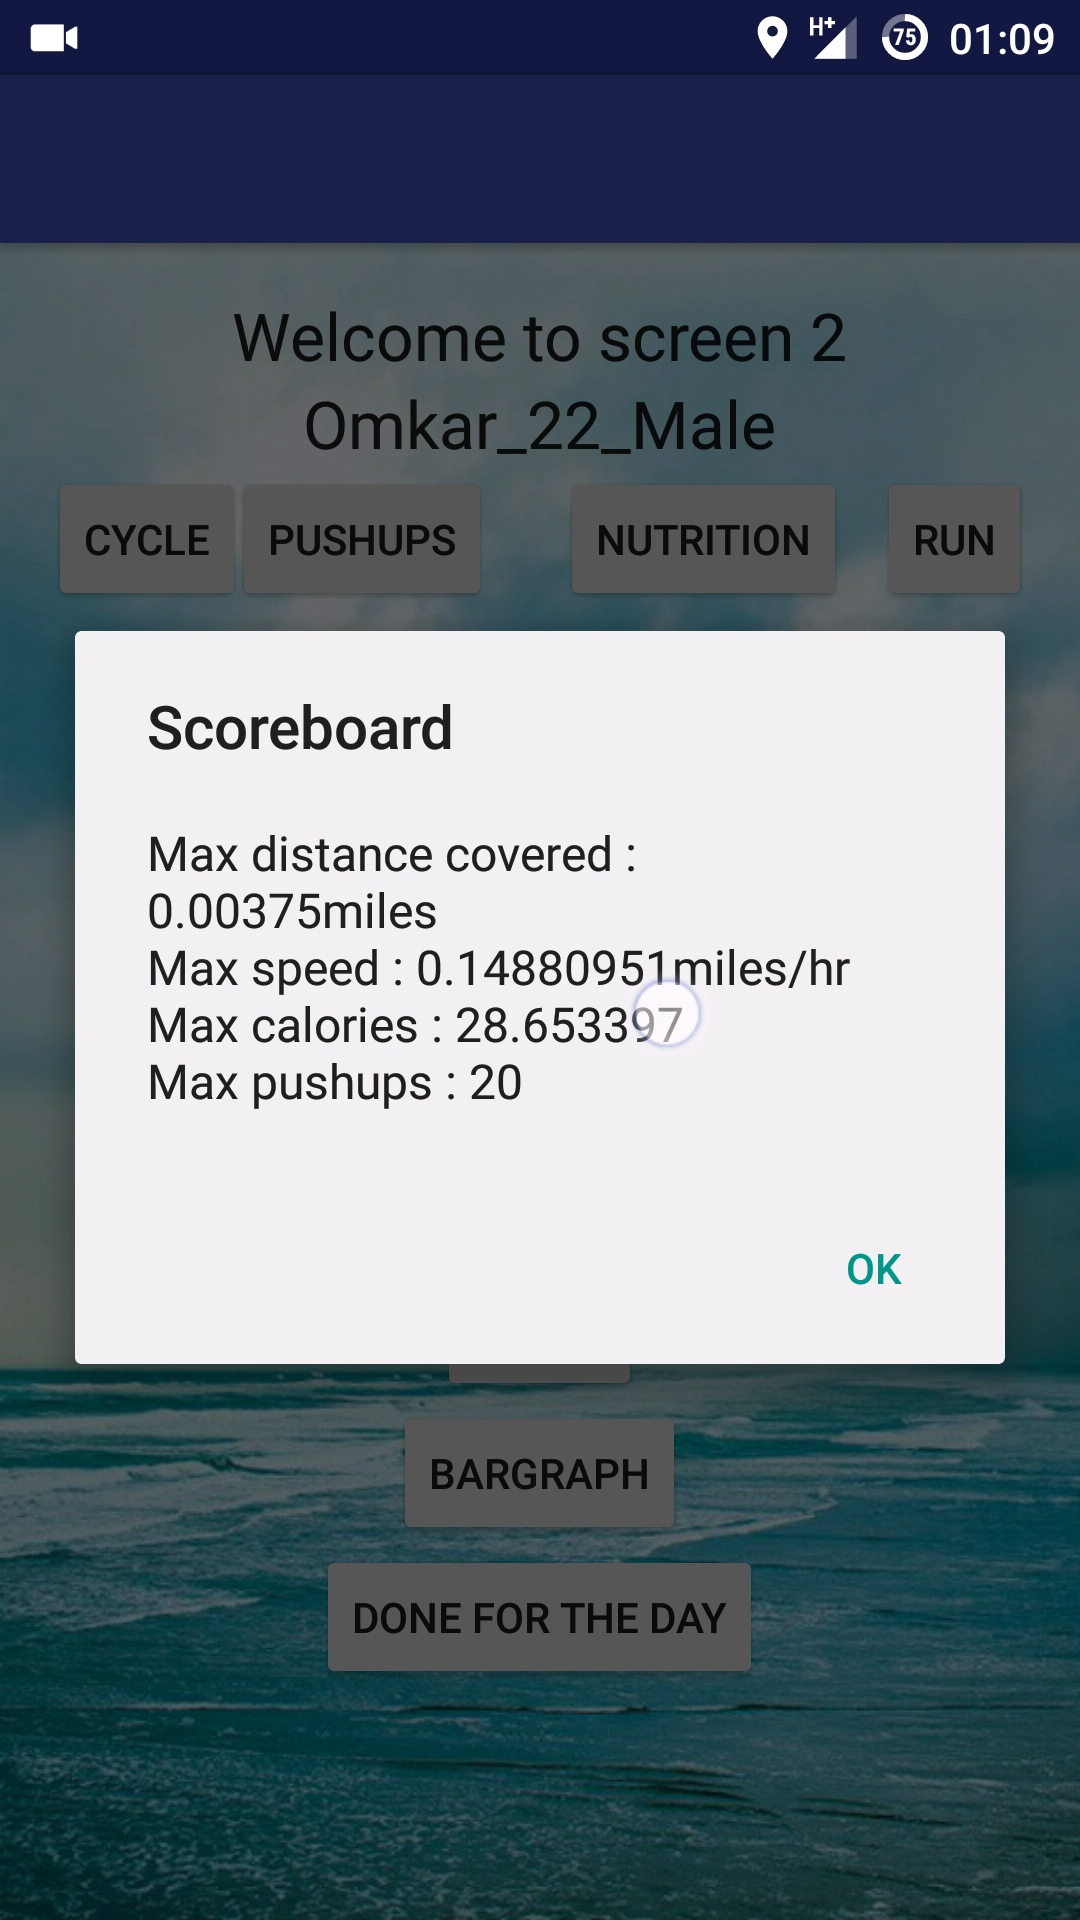 H+
75
01:09
Welcome to screen 2
Omkar_22_Male
CYCLE PUSHUPS NUTRITION RUN
Scoreboard
Max distance covered :
0.00375miles
Max speed : 0.14880951miles/hr
Max calories : 28.653397
Max pushups : 20
OK
BARGRAPH
DONE FOR THE DAY